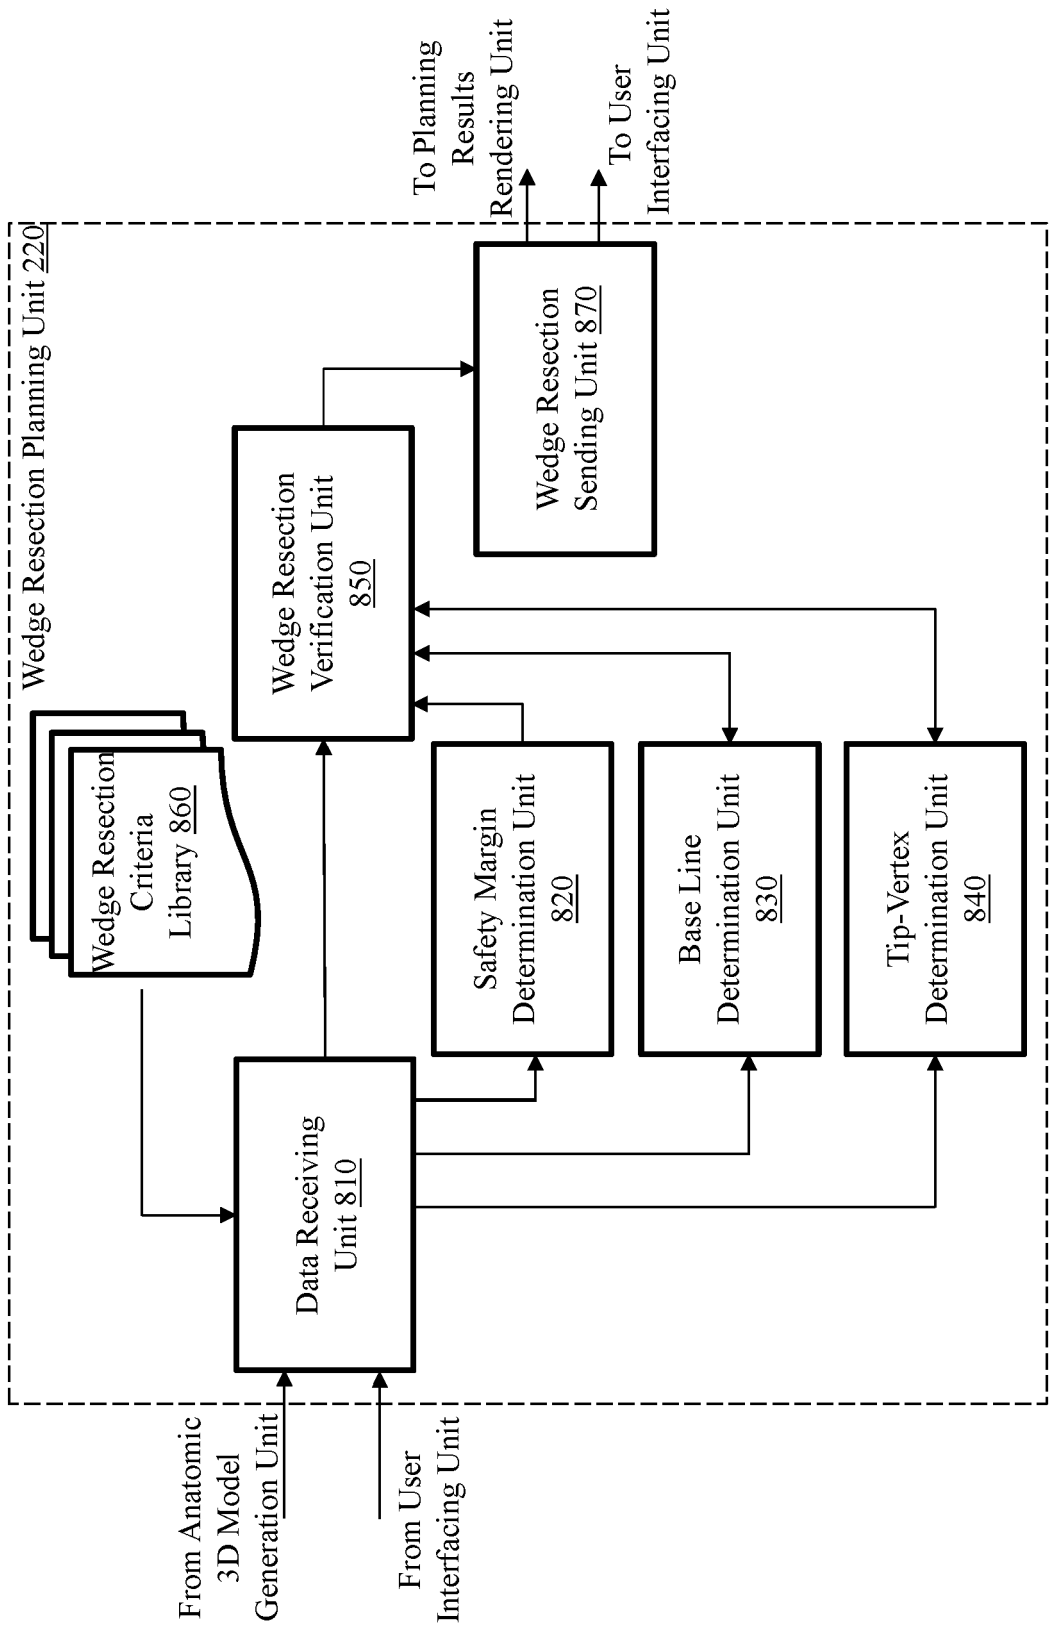 Wedge Resection Planning Unit 220
Wedge Resection
Criteria
Library 860
From Anatomic
3D Model
Generation Unit
From User
Interfacing Unit
Data Receiving
Unit 810
Wedge Resection
Verification Unit
850
Safety Margin
Determination Unit
820
Base Line
Determination Unit
830
Tip-Vertex
Determination Unit
840
Wedge Resection
Sending Unit 870
To Planning
Results
Rendering Unit
To User
Interfacing Unit